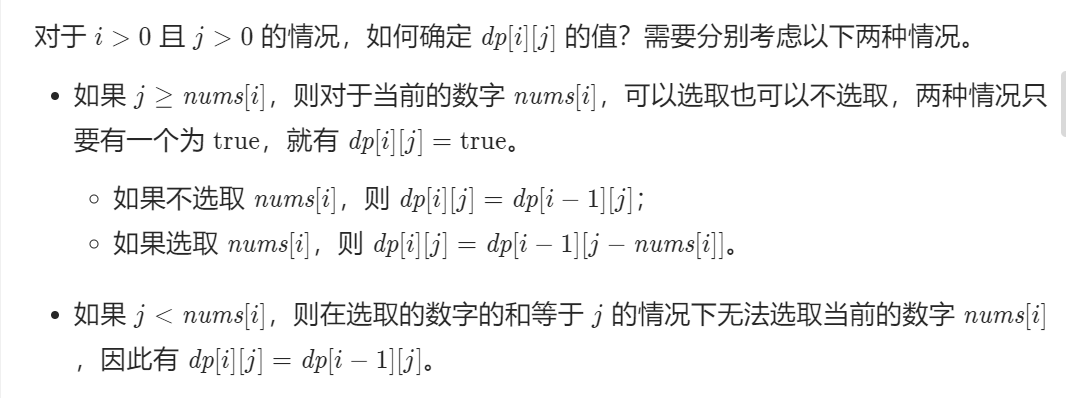 对于 i > 0 且 j > 0 的情况，如何确定 dp[i][j] 的值？需要分别考虑以下两种情况。
• 如果 j ≥ nums[i]，则对于当前的数字 nums[i]，可以选取也可以不选取，两种情况只
要有一个为 true，就有 dp[i][j] = true。
◦ 如果不选取 nums[i]，则 dp[i][j] = dp[i − 1][j]；
◦ 如果选取 nums[i]，则 dp[i][j] = dp[i − 1][j − nums[i]]。
• 如果 j < nums[i]，则在选取的数字的和等于 j 的情况下无法选取当前的数字 nums[i]
，因此有 dp[i][j] = dp[i − 1][j]。